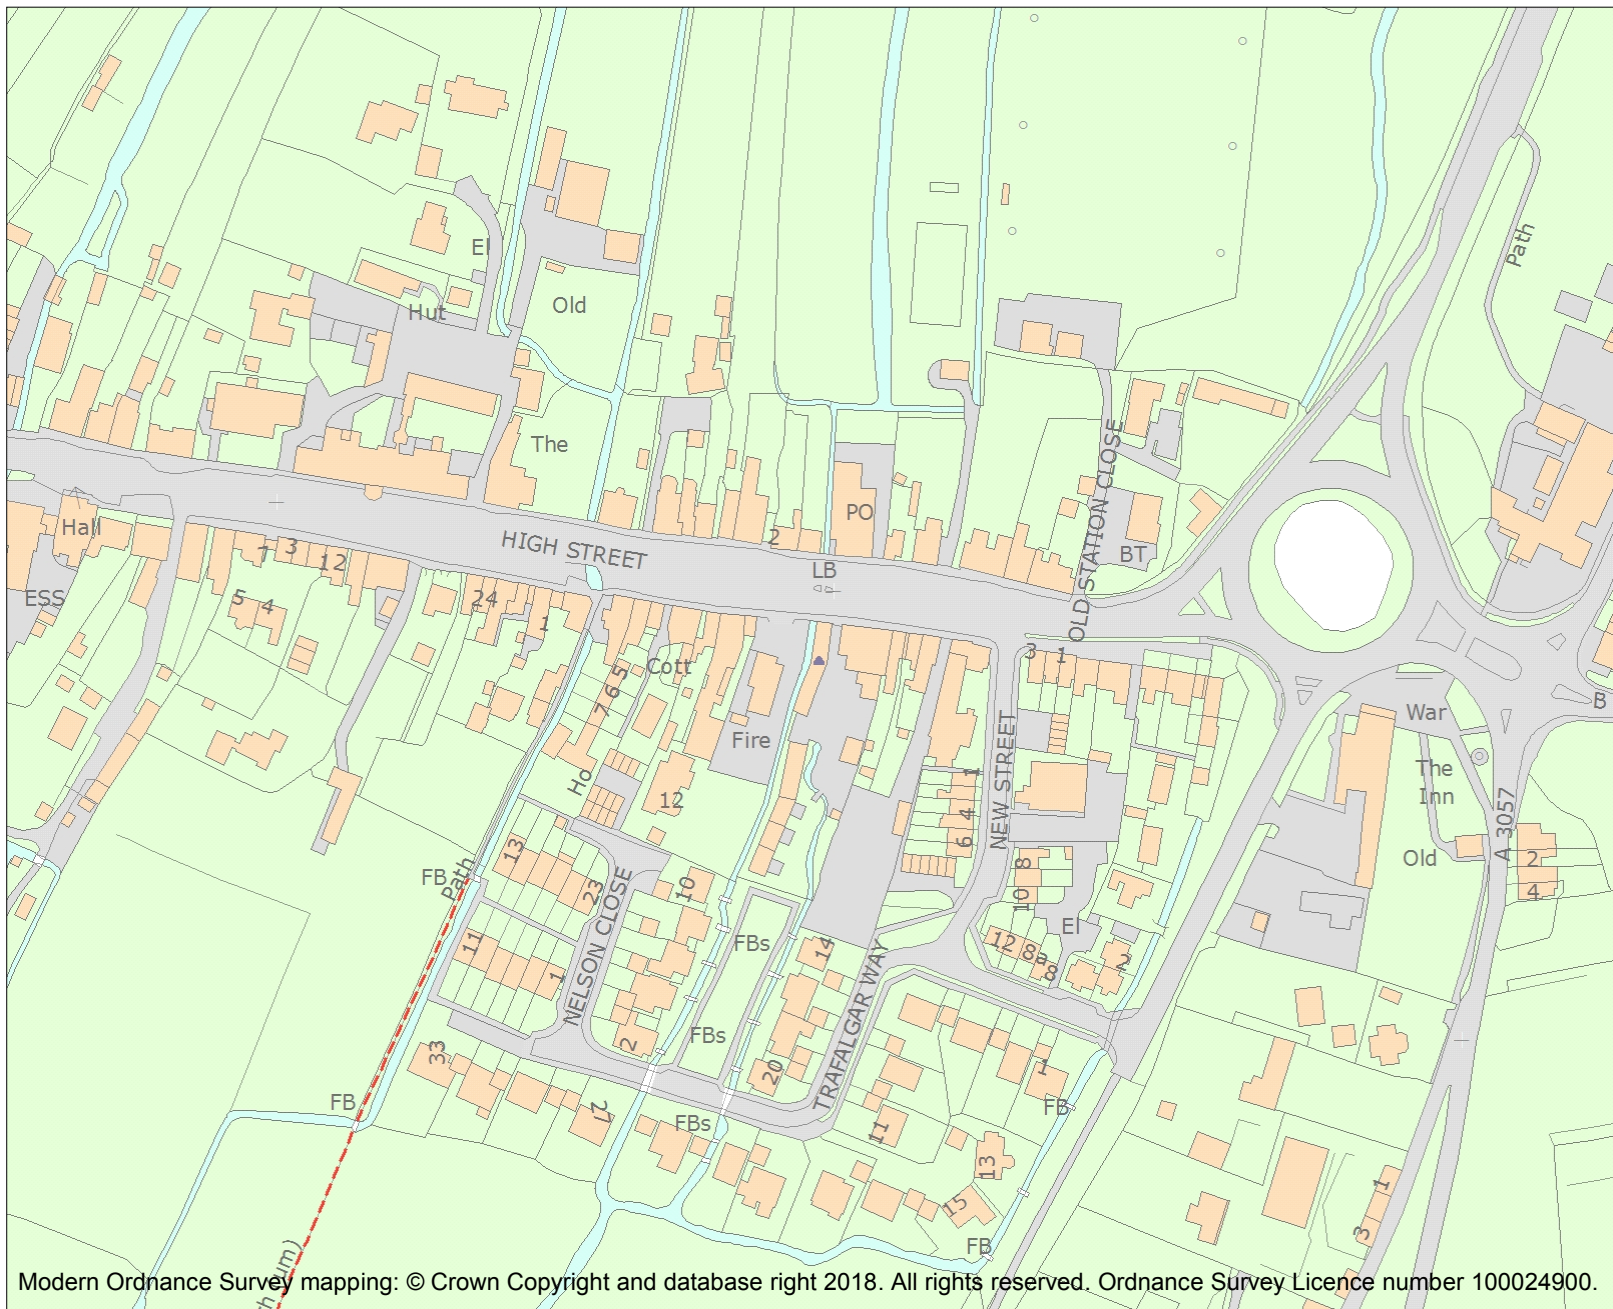 Path
El
Old
Hut
The
PO
2
HIGH STREET
LB
OLD STATION CLOSE
BT
Hall
ESS
7
3
12
5
4
24
1
Cott
5
6
7
3
1
War
B
Fire
Ho
12
NEW STREET
1
4
6
The
Inn
Old
A 3057
2
4
13
FB
Path
23
NELSON CLOSE
10
8
10
El
FBs
14
12
8a
8
2
11
1
TRAFALGAR WAY
2
FBs
33
20
1
FB
FB
27
FBs
11
13
15
FB
1
3
Modern Ordnance Survey mapping: © Crown Copyright and database right 2018. All rights reserved. Ordnance Survey Licence number 100024900.